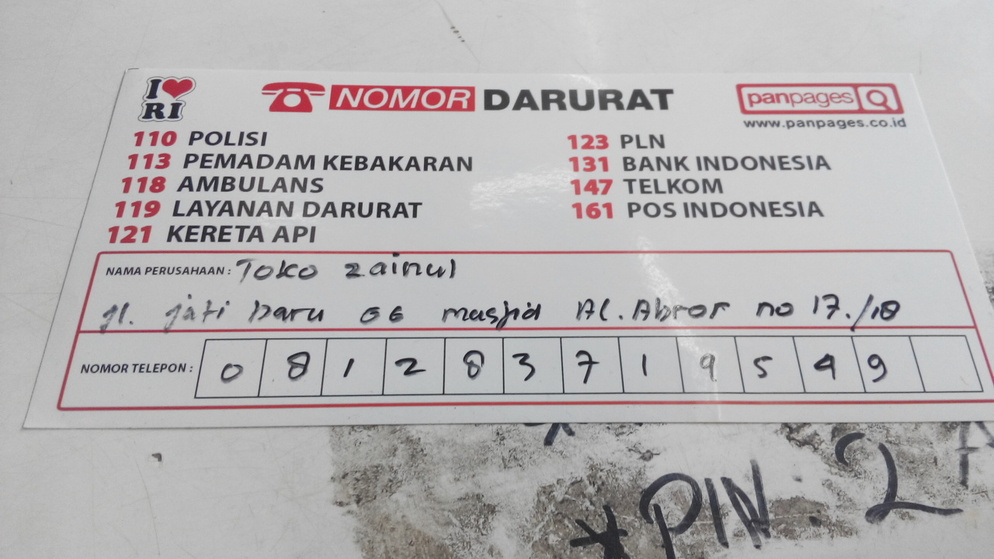 I ❤ RI
NOMOR DARURAT
panpages
www.panpages.co.id
110 POLISI
113 PEMADAM KEBAKARAN
118 AMBULANS
119 LAYANAN DARURAT
121 KERETA API
123 PLN
131 BANK INDONESIA
147 TELKOM
161 POS INDONESIA
NAMA PERUSAHAAN : Toko zainul
jl. jati baru GG masjid Al. Abror no 17./18
NOMOR TELEPON : 0 8 1 2 8 3 7 1 9 5 4 9
* PIN 2